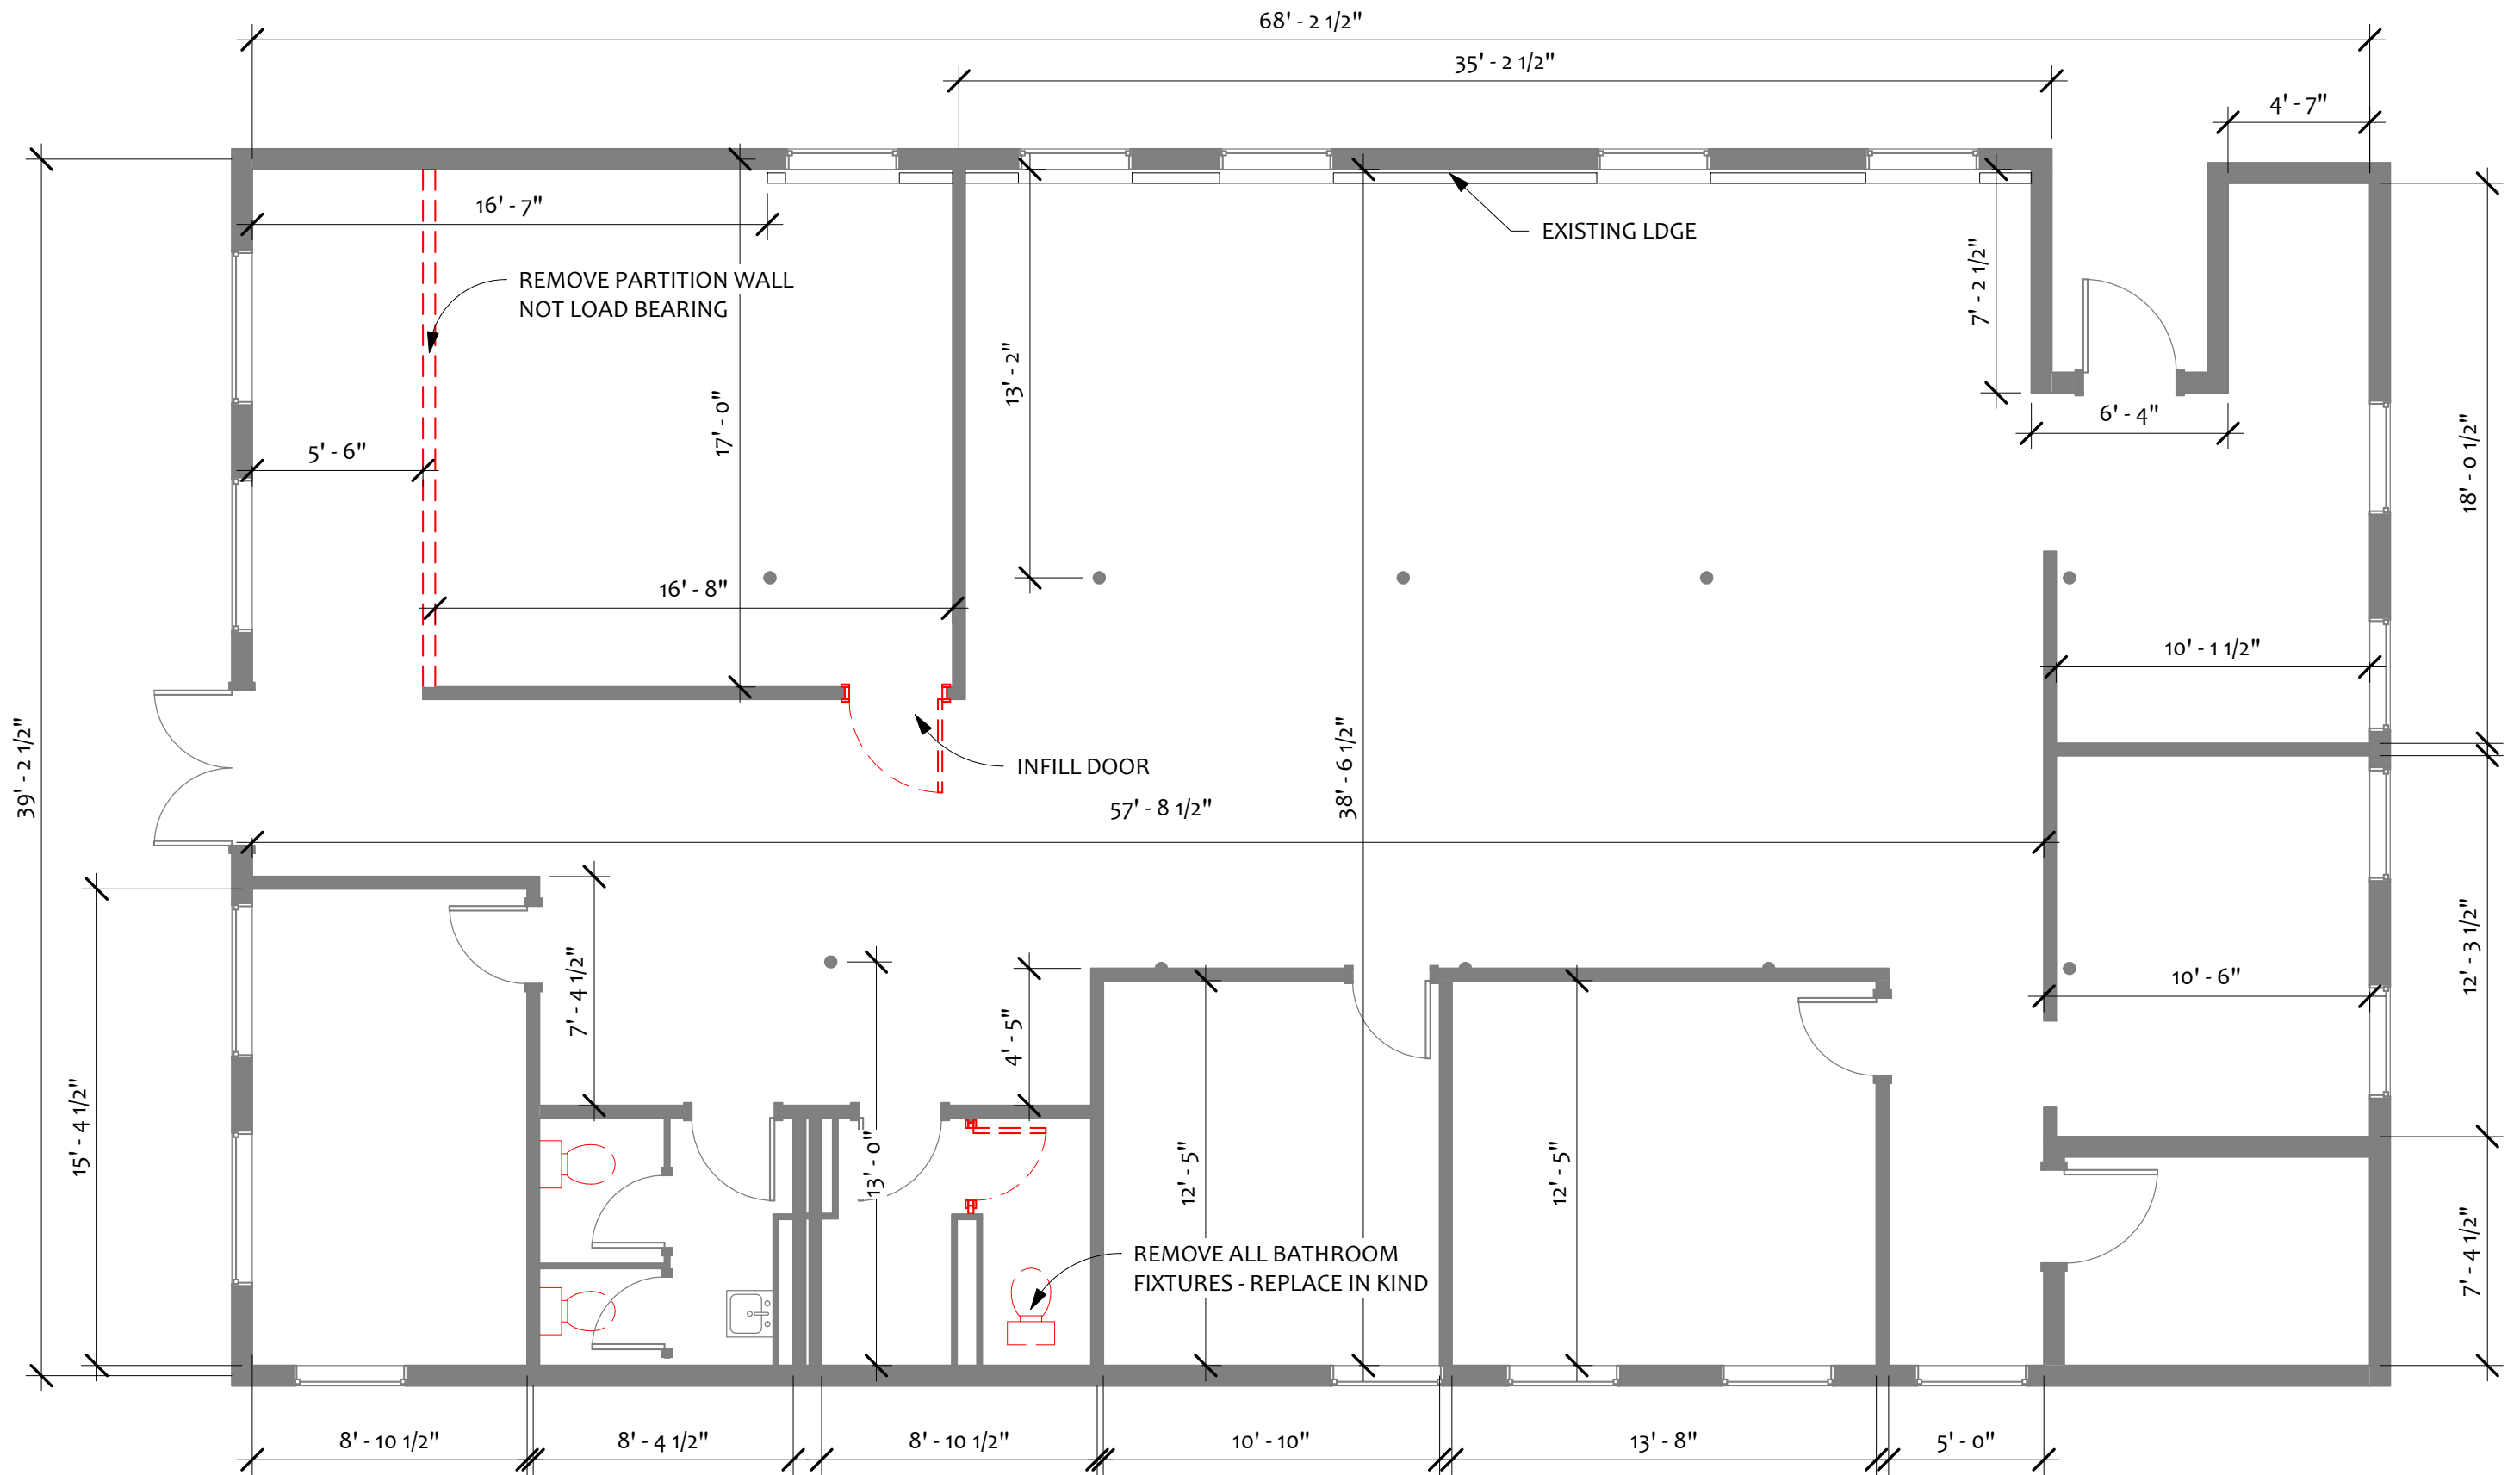 68' - 2 1/2"
35' - 2 1/2"
4' - 7"
16' - 7"
EXISTING LDGE
REMOVE PARTITION WALL
NOT LOAD BEARING
7' - 2 1/2"
13' - 2"
17' - 0"
6' - 4"
5' - 6"
18' - 0 1/2"
16' - 8"
10' - 1 1/2"
39' - 2 1/2"
INFILL DOOR
38' - 6 1/2"
57' - 8 1/2"
12' - 3 1/2"
10' - 6"
7' - 4 1/2"
4' - 5"
15' - 4 1/2"
13' - 0"
12' - 5"
12' - 5"
REMOVE ALL BATHROOM
FIXTURES - REPLACE IN KIND
7' - 4 1/2"
8' - 10 1/2"
8' - 4 1/2"
8' - 10 1/2"
10' - 10"
13' - 8"
5' - 0"